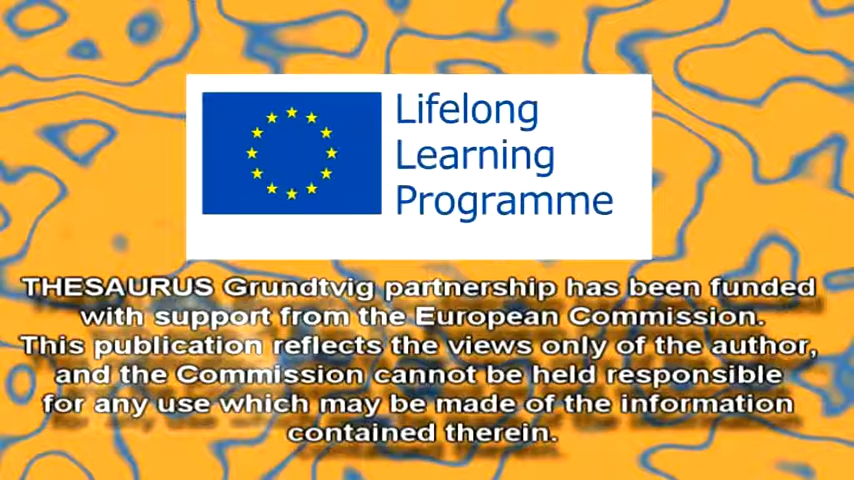 Lifelong
Learning
Programme
THESAURUS Grundtvig partnership has been funded
with support from the European Commission.
This publication reflects the views only of the author,
and the Commission cannot be held responsible
for any use which may be made of the information
contained therein.